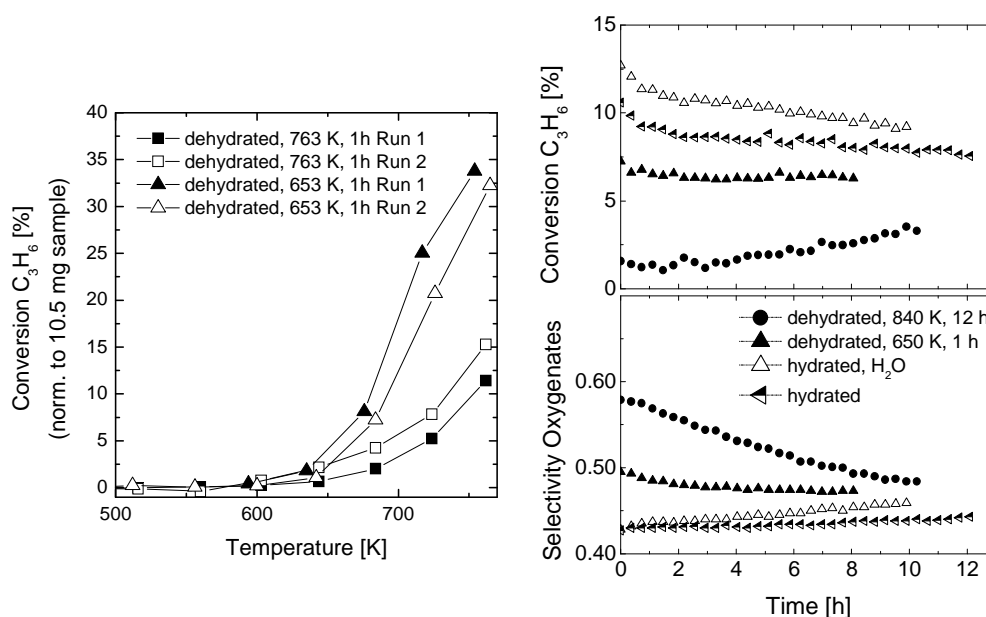 Conversion C3H6 [%]
(norm. to 10.5 mg sample)
40
35
30
25
20
15
10
5
0
dehydrated, 763 K, 1h Run 1
dehydrated, 763 K, 1h Run 2
dehydrated, 653 K, 1h Run 1
dehydrated, 653 K, 1h Run 2
500
600
700
Temperature [K]
Conversion C3H6 [%]
15
10
5
0
Selectivity Oxygenates
0.60
0.50
0.40
dehydrated, 840 K, 12 h
dehydrated, 650 K, 1 h
hydrated, H2O
hydrated
0
2
4
6
8
10
12
Time [h]